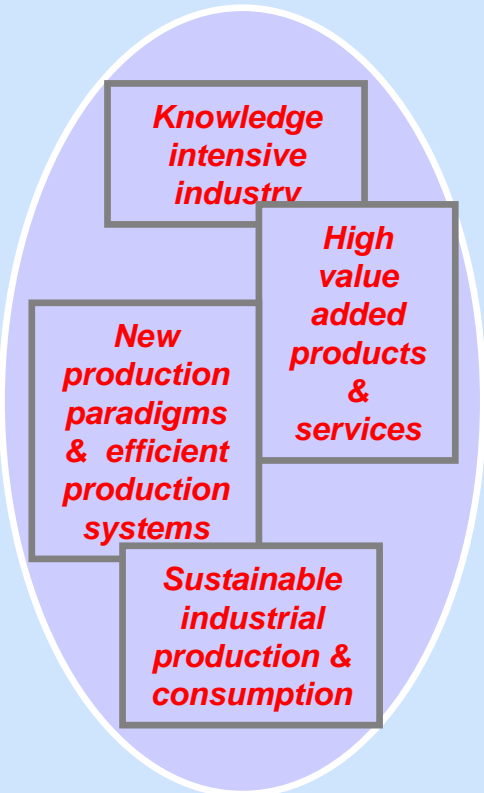 Knowledge
intensive
industry
High
value
added
products
&
services
New
production
paradigms
& efficient
production
systems
Sustainable
industrial
production &
consumption